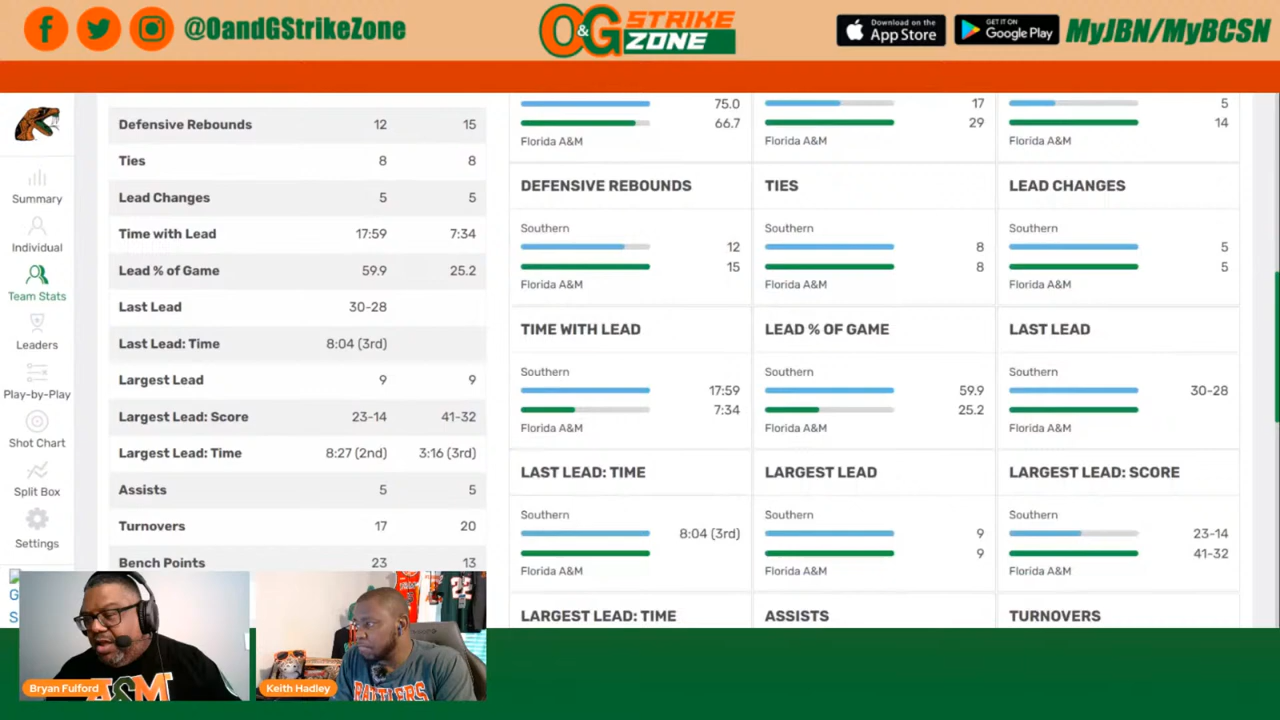 @OandGStrikeZone
O&G STRIKE ZONE
Download on the App Store
GET IT ON Google Play
MyJBN/MyBCSN
Summary
Individual
Team Stats
Leaders
Play-by-Play
Shot Chart
Split Box
Settings
Defensive Rebounds 12 15
Ties 8 8
Lead Changes 5 5
Time with Lead 17:59 7:34
Lead % of Game 59.9 25.2
Last Lead 30-28
Last Lead: Time 8:04 (3rd)
Largest Lead 9 9
Largest Lead: Score 23-14 41-32
Largest Lead: Time 8:27 (2nd) 3:16 (3rd)
Assists 5 5
Turnovers 17 20
Bench Points 23 13
75.0 17 5
66.7 29 14
Florida A&M Florida A&M Florida A&M
DEFENSIVE REBOUNDS TIES LEAD CHANGES
Southern Southern Southern
12 8 5
15 8 5
Florida A&M Florida A&M Florida A&M
TIME WITH LEAD LEAD % OF GAME LAST LEAD
Southern Southern Southern
17:59 59.9 30-28
7:34 25.2
Florida A&M Florida A&M Florida A&M
LAST LEAD: TIME LARGEST LEAD LARGEST LEAD: SCORE
Southern Southern Southern
8:04 (3rd) 9 23-14
9 41-32
Florida A&M Florida A&M Florida A&M
LARGEST LEAD: TIME ASSISTS TURNOVERS
G
S
A&M
RATTLERS
Bryan Fulford
Keith Hadley